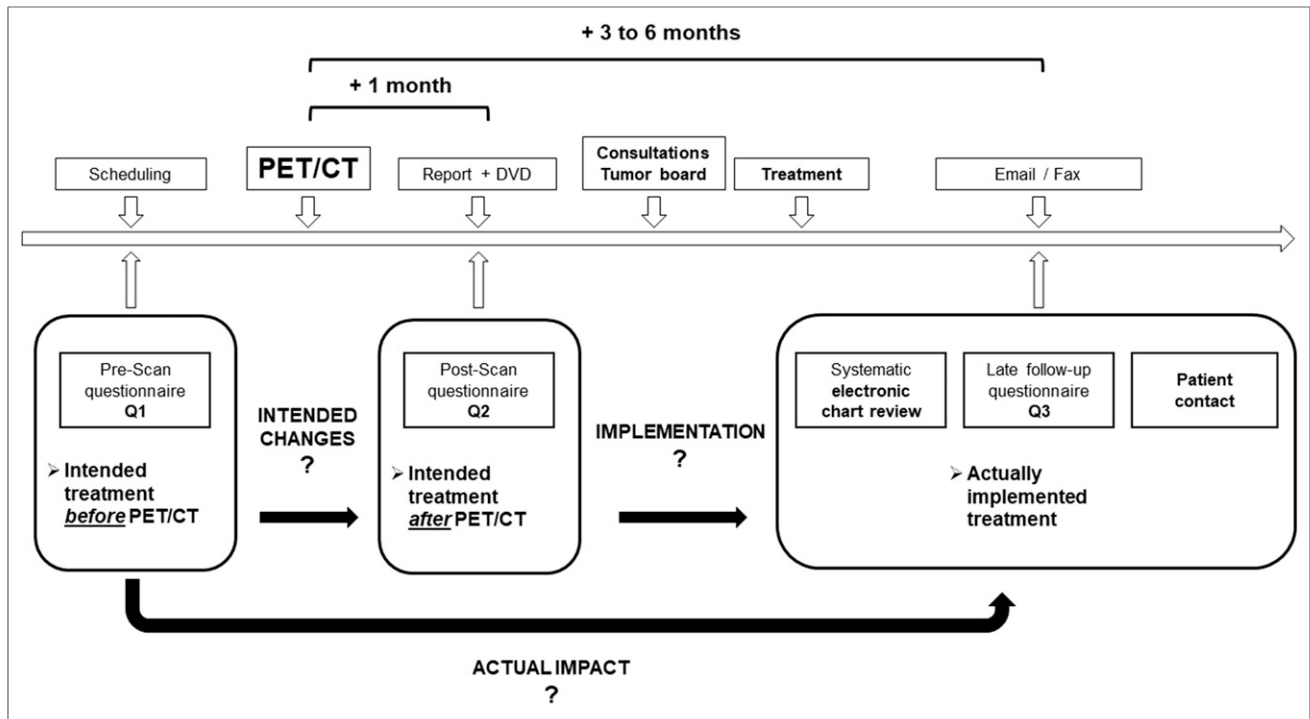 + 3 to 6 months
+ 1 month
Scheduling
PET/CT
Report + DVD
Consultations
Tumor board
Treatment
Email / Fax
Pre-Scan
questionnaire
Q1
➢ Intended
treatment
before PET/CT
INTENDED
CHANGES
?
Post-Scan
questionnaire
Q2
➢ Intended
treatment
after PET/CT
IMPLEMENTATION
?
Systematic
electronic
chart review
Late follow-up
questionnaire
Q3
Patient
contact
➢ Actually
implemented
treatment
ACTUAL IMPACT
?